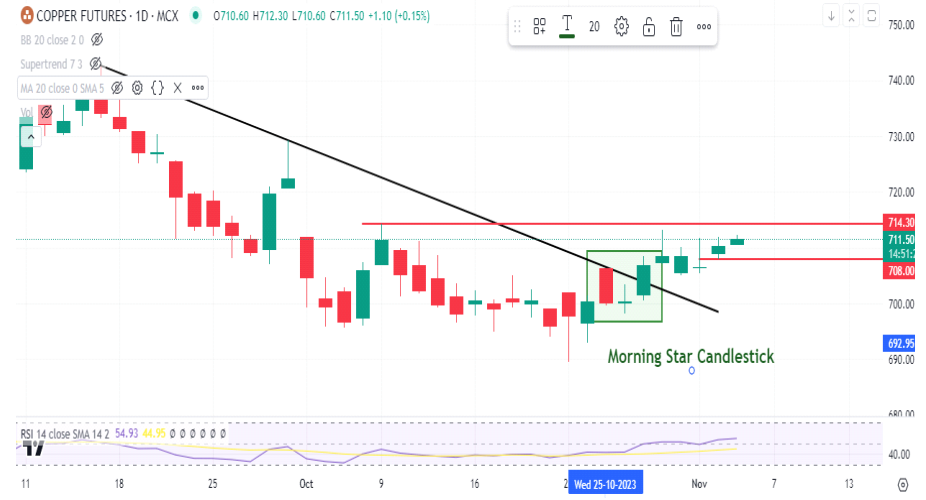 COPPER FUTURES · 1D · MCX O710.60 H712.30 L710.60 C711.50 +1.10 (+0.15%)
BB 20 close 2 0
Supertrend 7 3
MA 20 close 0 SMA 5
Vol
T 20
750.00
740.00
730.00
720.00
714.30
711.50
14:51:
708.00
700.00
692.95
690.00
680.00
Morning Star Candlestick
RSI 14 close SMA 14 2 54.93 44.95 Ø Ø Ø Ø Ø Ø
40.00
11 18 25 Oct 9 16 Wed 25-10-2023 Nov 7 13